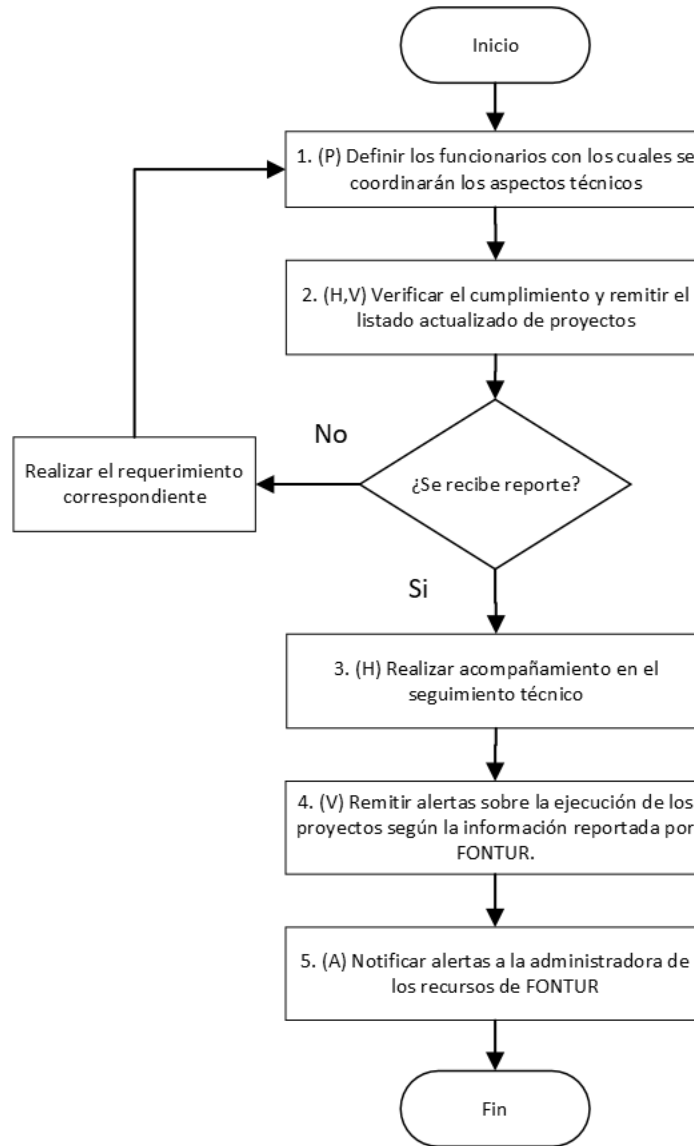 Inicio
1. (P) Definir los funcionarios con los cuales se
coordinarán los aspectos técnicos
2. (H,V) Verificar el cumplimiento y remitir el
listado actualizado de proyectos
No
Realizar el requerimiento
correspondiente
¿Se recibe reporte?
Si
3. (H) Realizar acompañamiento en el
seguimiento técnico
4. (V) Remitir alertas sobre la ejecución de los
proyectos según la información reportada por
FONTUR.
5. (A) Notificar alertas a la administradora de
los recursos de FONTUR
Fin